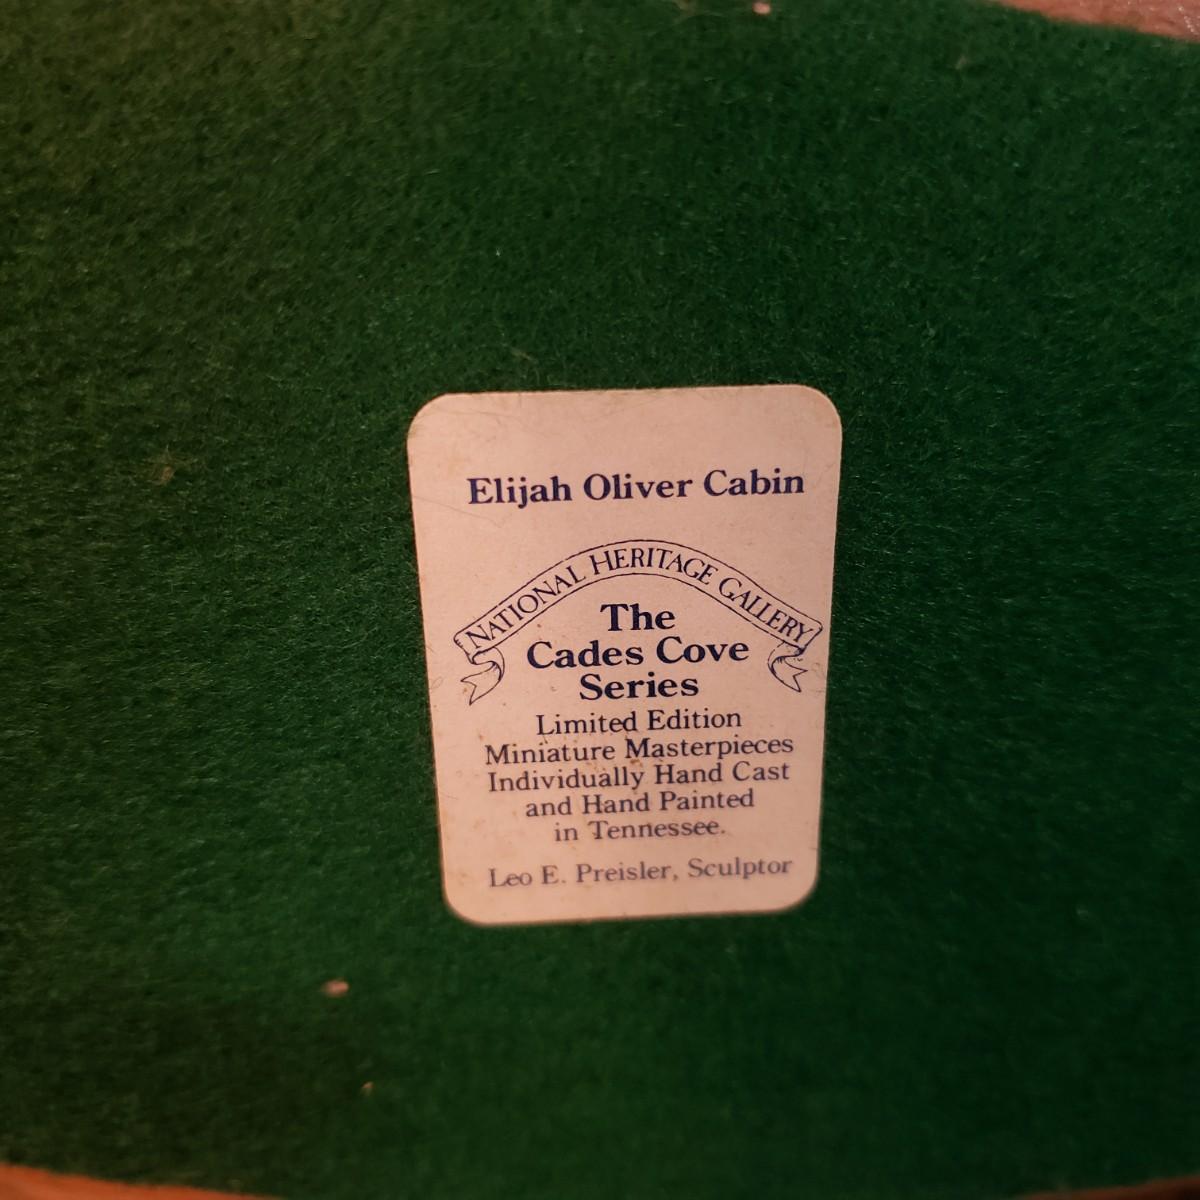 Elijah Oliver Cabin
NATIONAL HERITAGE GALLERY
The
Cades Cove
Series
Limited Edition
Miniature Masterpieces
Individually Hand Cast
and Hand Painted
in Tennessee.
Leo E. Preisler, Sculptor